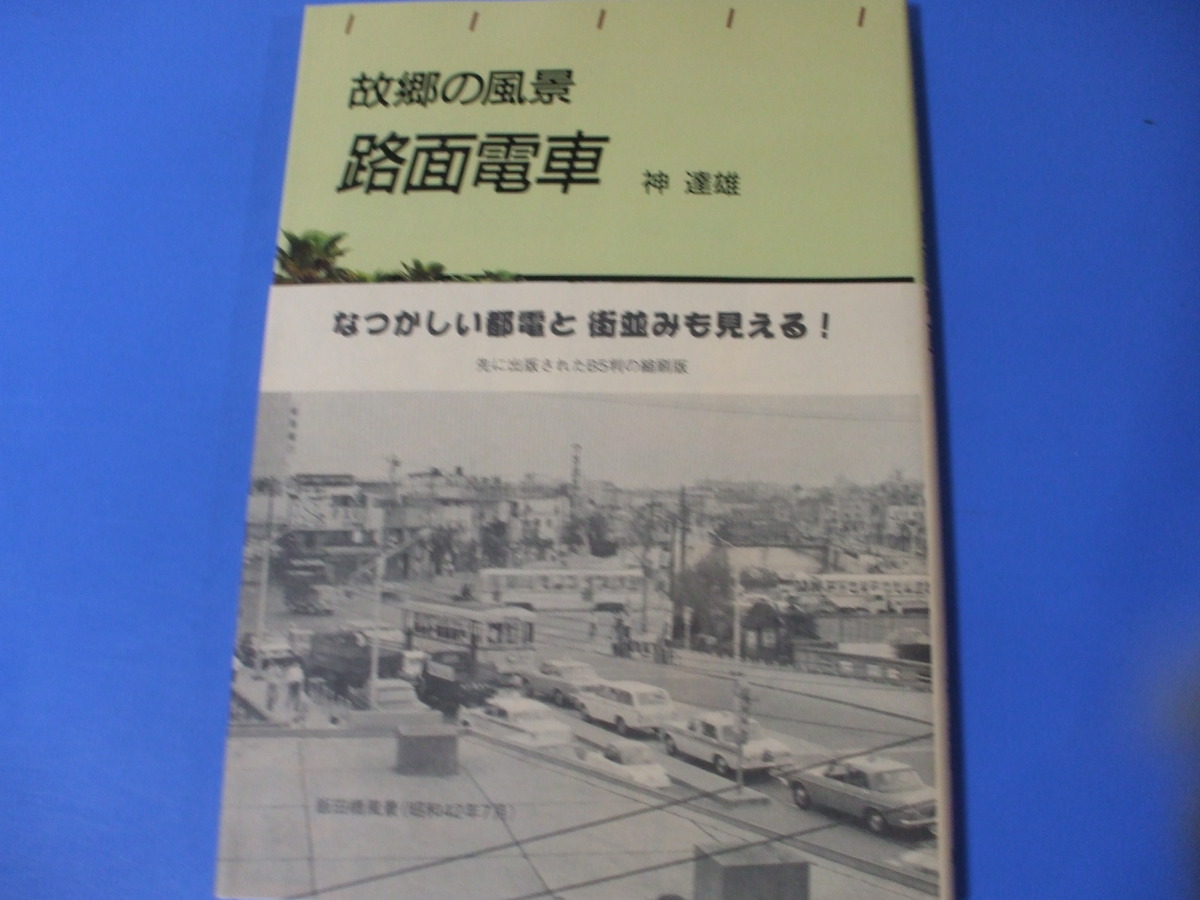 故郷の風景
路面電車
神 達雄
なつかしい都電と 街並みも見える!
先に出版されたB5判の縮刷版
飯田橋風景(昭和42年7月)